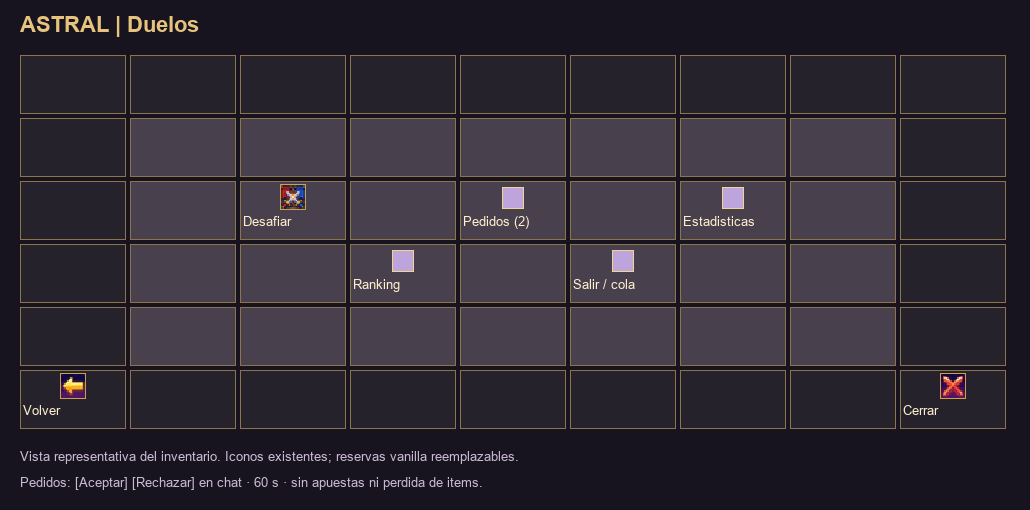 ASTRAL | Duelos
Desafiar
Pedidos (2)
Estadisticas
Ranking
Salir / cola
Volver
Cerrar
Vista representativa del inventario. Iconos existentes; reservas vanilla reemplazables.
Pedidos: [Aceptar] [Rechazar] en chat · 60 s · sin apuestas ni perdida de items.